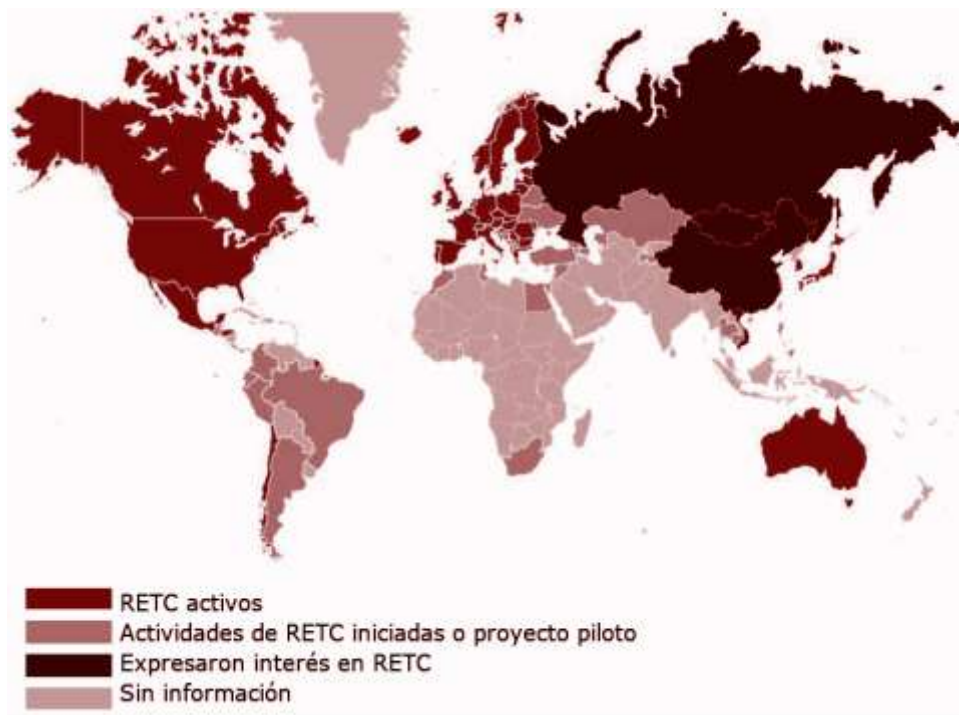 RETC activos
Actividades de RETC iniciadas o proyecto piloto
Expresaron interés en RETC
Sin información